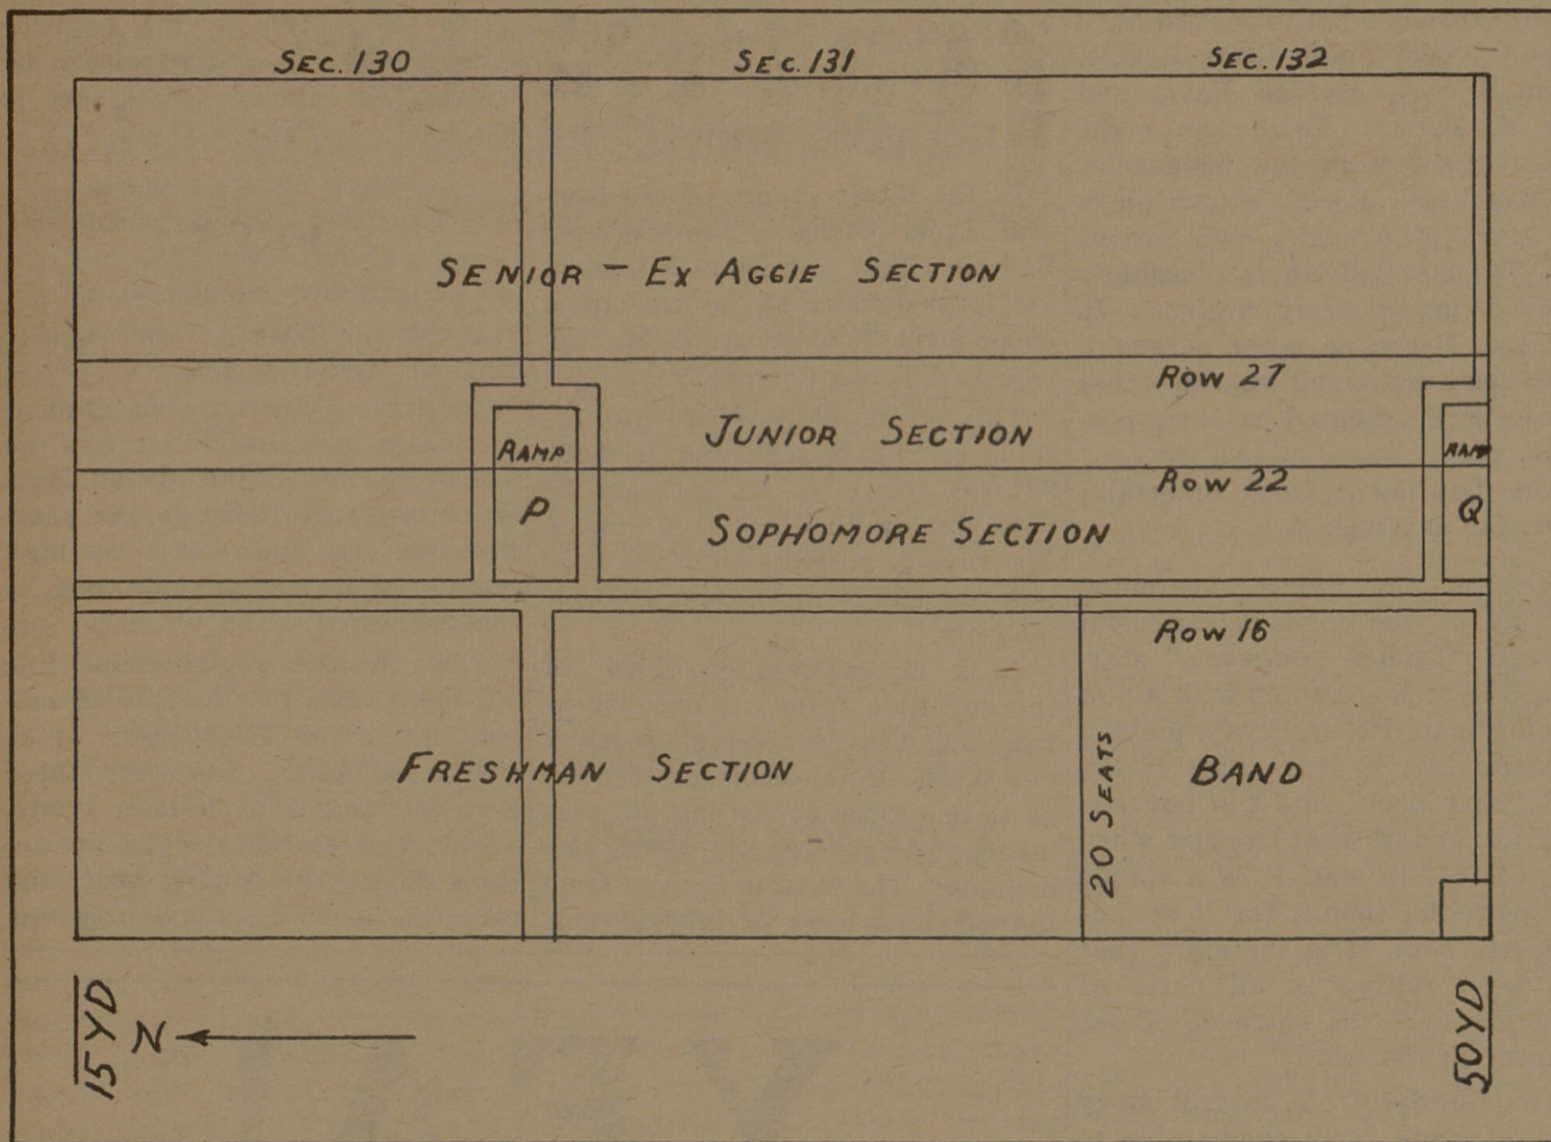 SEC. 130 SEC. 131 SEC. 132
SENIOR - EX AGGIE SECTION
ROW 27
JUNIOR SECTION
RAMP RAMP
ROW 22
P Q
SOPHOMORE SECTION
ROW 16
FRESHMAN SECTION
20 SEATS
BAND
15 YD
N
50 YD